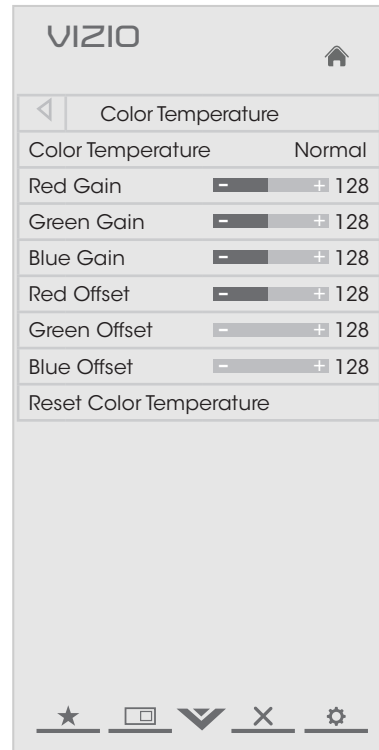 VIZIO
Color Temperature
Color Temperature Normal
Red Gain - + 128
Green Gain - + 128
Blue Gain - + 128
Red Offset - + 128
Green Offset - + 128
Blue Offset - + 128
Reset Color Temperature